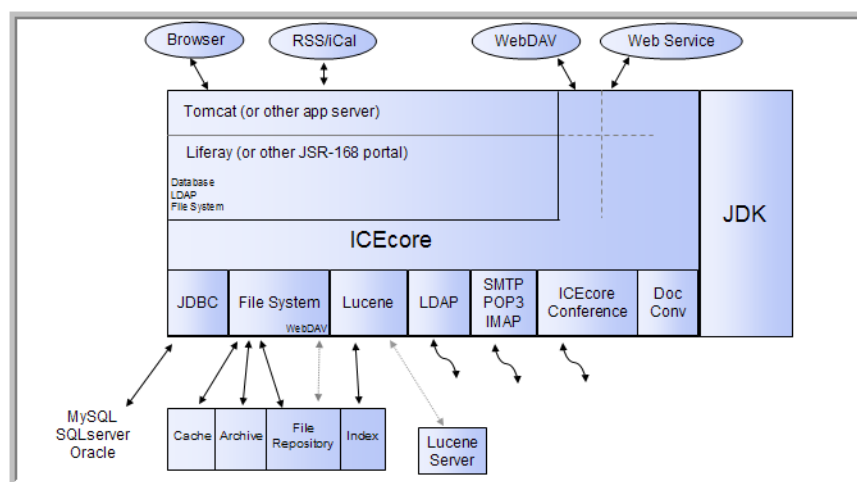 Browser
RSS/iCal
WebDAV
Web Service
Tomcat (or other app server)
Liferay (or other JSR-168 portal)
Database
LDAP
File System
JDK
ICEcore
JDBC
File System
WebDAV
Lucene
LDAP
SMTP
POP3
IMAP
ICEcore
Conference
Doc
Conv
MySQL
SQLserver
Oracle
Cache
Archive
File
Repository
Index
Lucene
Server